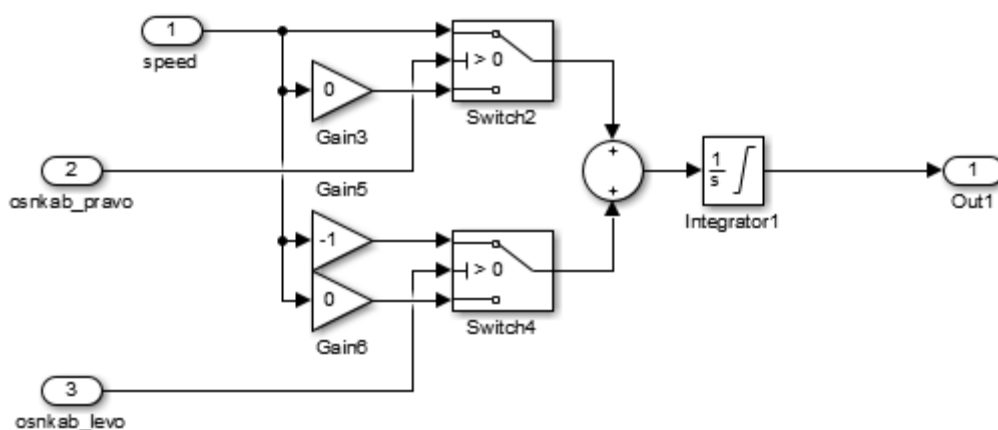 1
speed
0
Gain3
> 0
Switch2
2
osnkab_pravo
Gain5
-1
0
Gain6
> 0
Switch4
3
osnkab_levo
+
+
1
s
Integrator1
1
Out1